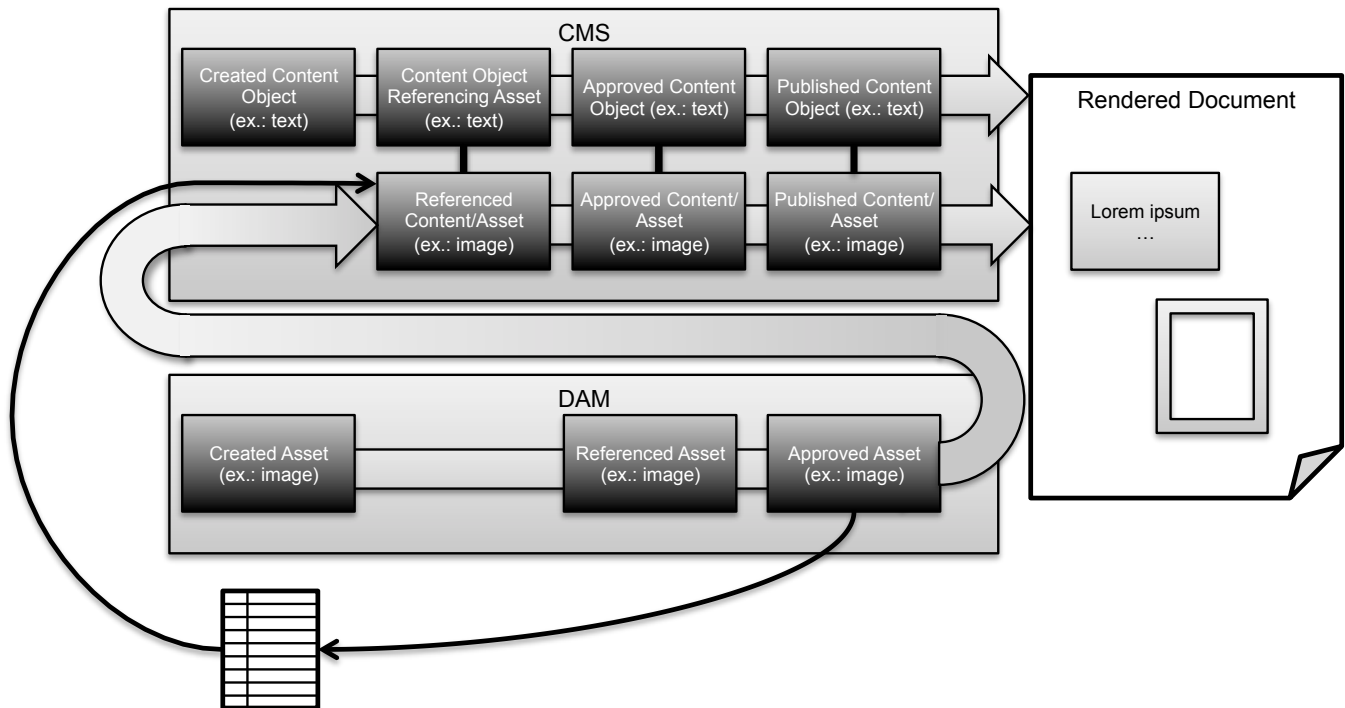 CMS
Created Content
Object
(ex.: text)
Content Object
Referencing Asset
(ex.: text)
Approved Content
Object (ex.: text)
Published Content
Object (ex.: text)
Referenced
Content/Asset
(ex.: image)
Approved Content/
Asset
(ex.: image)
Published Content/
Asset
(ex.: image)
Rendered Document
Lorem ipsum
…
DAM
Created Asset
(ex.: image)
Referenced Asset
(ex.: image)
Approved Asset
(ex.: image)